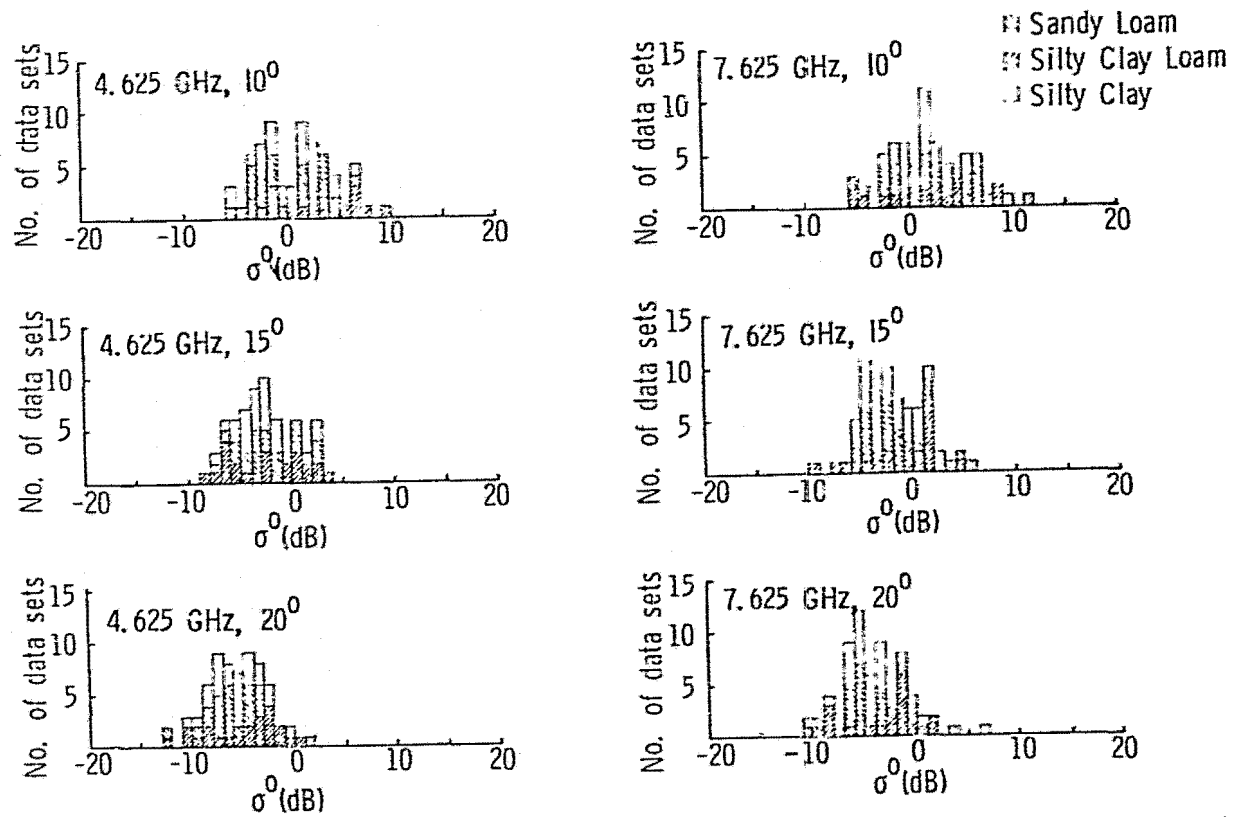 Sandy Loam
Silty Clay Loam
Silty Clay
No. of data sets
15
10
5
4.625 GHz, 10⁰
-20 -10 0 10 20
σ⁰(dB)
No. of data sets
15
10
5
7.625 GHz, 10⁰
-20 -10 0 10 20
σ⁰(dB)
No. of data sets
15
10
5
4.625 GHz, 15⁰
-20 -10 0 10 20
σ⁰(dB)
No. of data sets
15
10
5
7.625 GHz, 15⁰
-20 -10 0 10 20
σ⁰(dB)
No. of data sets
15
10
5
4.625 GHz, 20⁰
-20 -10 0 10 20
σ⁰(dB)
No. of data sets
15
10
5
7.625 GHz, 20⁰
-20 -10 0 10 20
σ⁰(dB)